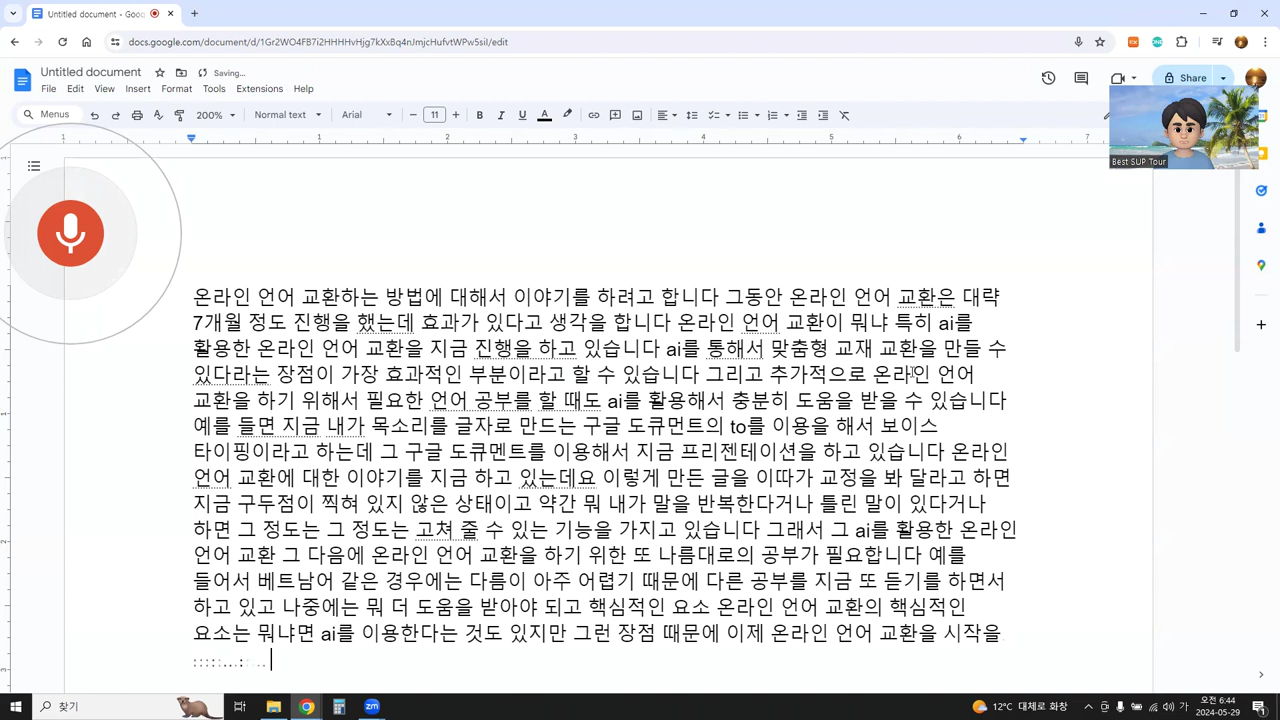 Untitled document - Goog
docs.google.com/document/d/1Gr2WO4FB7i2HHHHvHjg7kXxBq4nJmjcHufvtWPw5siI/edit
Untitled document
Saving...
File Edit View Insert Format Tools Extensions Help
Share
Menus 200% Normal text Arial 11
1 1 2 3 4 5 6 7
Best SUP Tour
온라인 언어 교환하는 방법에 대해서 이야기를 하려고 합니다 그동안 온라인 언어 교환은 대략
7개월 정도 진행을 했는데 효과가 있다고 생각을 합니다 온라인 언어 교환이 뭐냐 특히 ai를
활용한 온라인 언어 교환을 지금 진행을 하고 있습니다 ai를 통해서 맞춤형 교재 교환을 만들 수
있다라는 장점이 가장 효과적인 부분이라고 할 수 있습니다 그리고 추가적으로 온라인 언어
교환을 하기 위해서 필요한 언어 공부를 할 때도 ai를 활용해서 충분히 도움을 받을 수 있습니다
예를 들면 지금 내가 목소리를 글자로 만드는 구글 도큐먼트의 to를 이용을 해서 보이스
타이핑이라고 하는데 그 구글 도큐멘트를 이용해서 지금 프리젠테이션을 하고 있습니다 온라인
언어 교환에 대한 이야기를 지금 하고 있는데요 이렇게 만든 글을 이따가 교정을 봐 달라고 하면
지금 구두점이 찍혀 있지 않은 상태이고 약간 뭐 내가 말을 반복한다거나 틀린 말이 있다거나
하면 그 정도는 그 정도는 고쳐 줄 수 있는 기능을 가지고 있습니다 그래서 그 ai를 활용한 온라인
언어 교환 그 다음에 온라인 언어 교환을 하기 위한 또 나름대로의 공부가 필요합니다 예를
들어서 베트남어 같은 경우에는 다름이 아주 어렵기 때문에 다른 공부를 지금 또 듣기를 하면서
하고 있고 나중에는 뭐 더 도움을 받아야 되고 핵심적인 요소 온라인 언어 교환의 핵심적인
요소는 뭐냐면 ai를 이용한다는 것도 있지만 그런 장점 때문에 이제 온라인 언어 교환을 시작을
1
2
3
찾기
12°C 대체로 화창
가
오전 6:44
2024-05-29